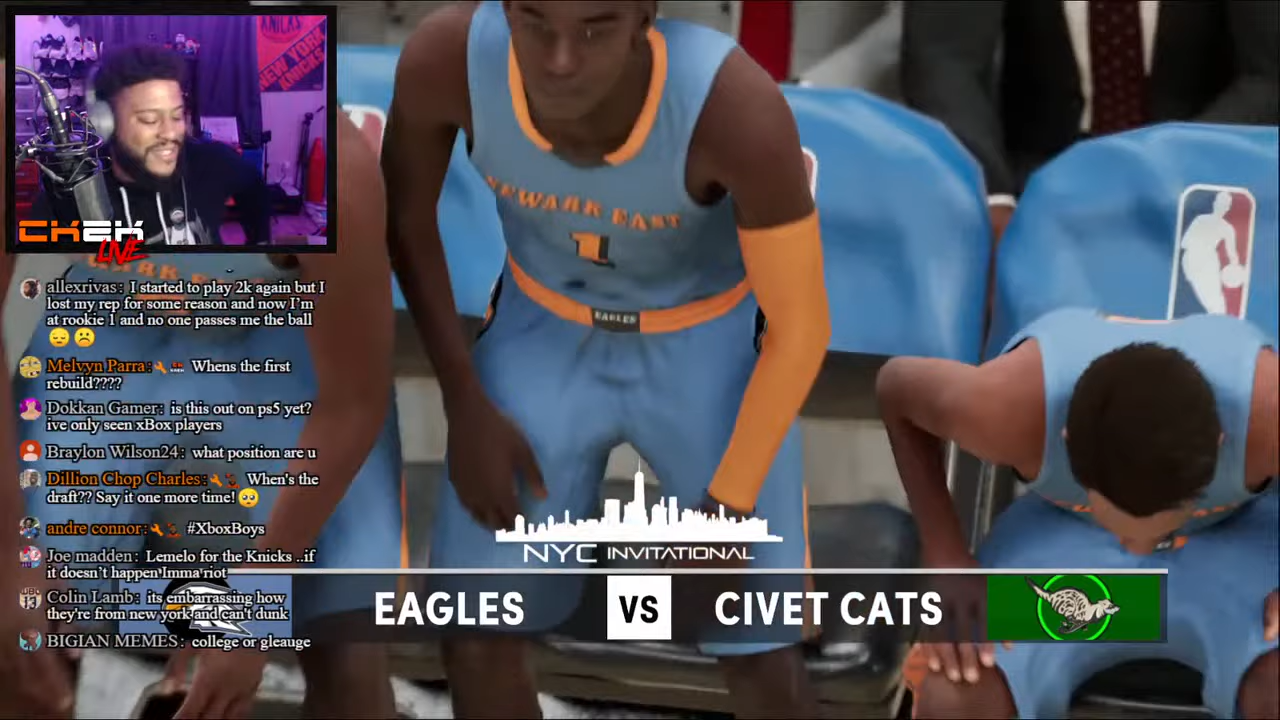 KNICKS
NEW YORK
KNICKS
CK2K
LIVE
allexrivas: I started to play 2k again but I
lost my rep for some reason and now I'm
at rookie 1 and no one passes me the ball
😔 ☹️
Melvyn Parra: Whens the first
rebuild????
Dokkan Gamer: is this out on ps5 yet?
ive only seen xBox players
Braylon Wilson24: what position are u
Dillion Chop Charles: When's the
draft?? Say it one more time! 🥺
andre connor: #XboxBoys
Joe madden: Lemelo for the Knicks ..if
it doesn't happen Imma riot
Colin Lamb: its embarrassing how
they're from new york and can't dunk
BIGIAN MEMES: college or gleauge
NEWARK EAST
1
EAGLES
NYC INVITATIONAL
EAGLES VS CIVET CATS